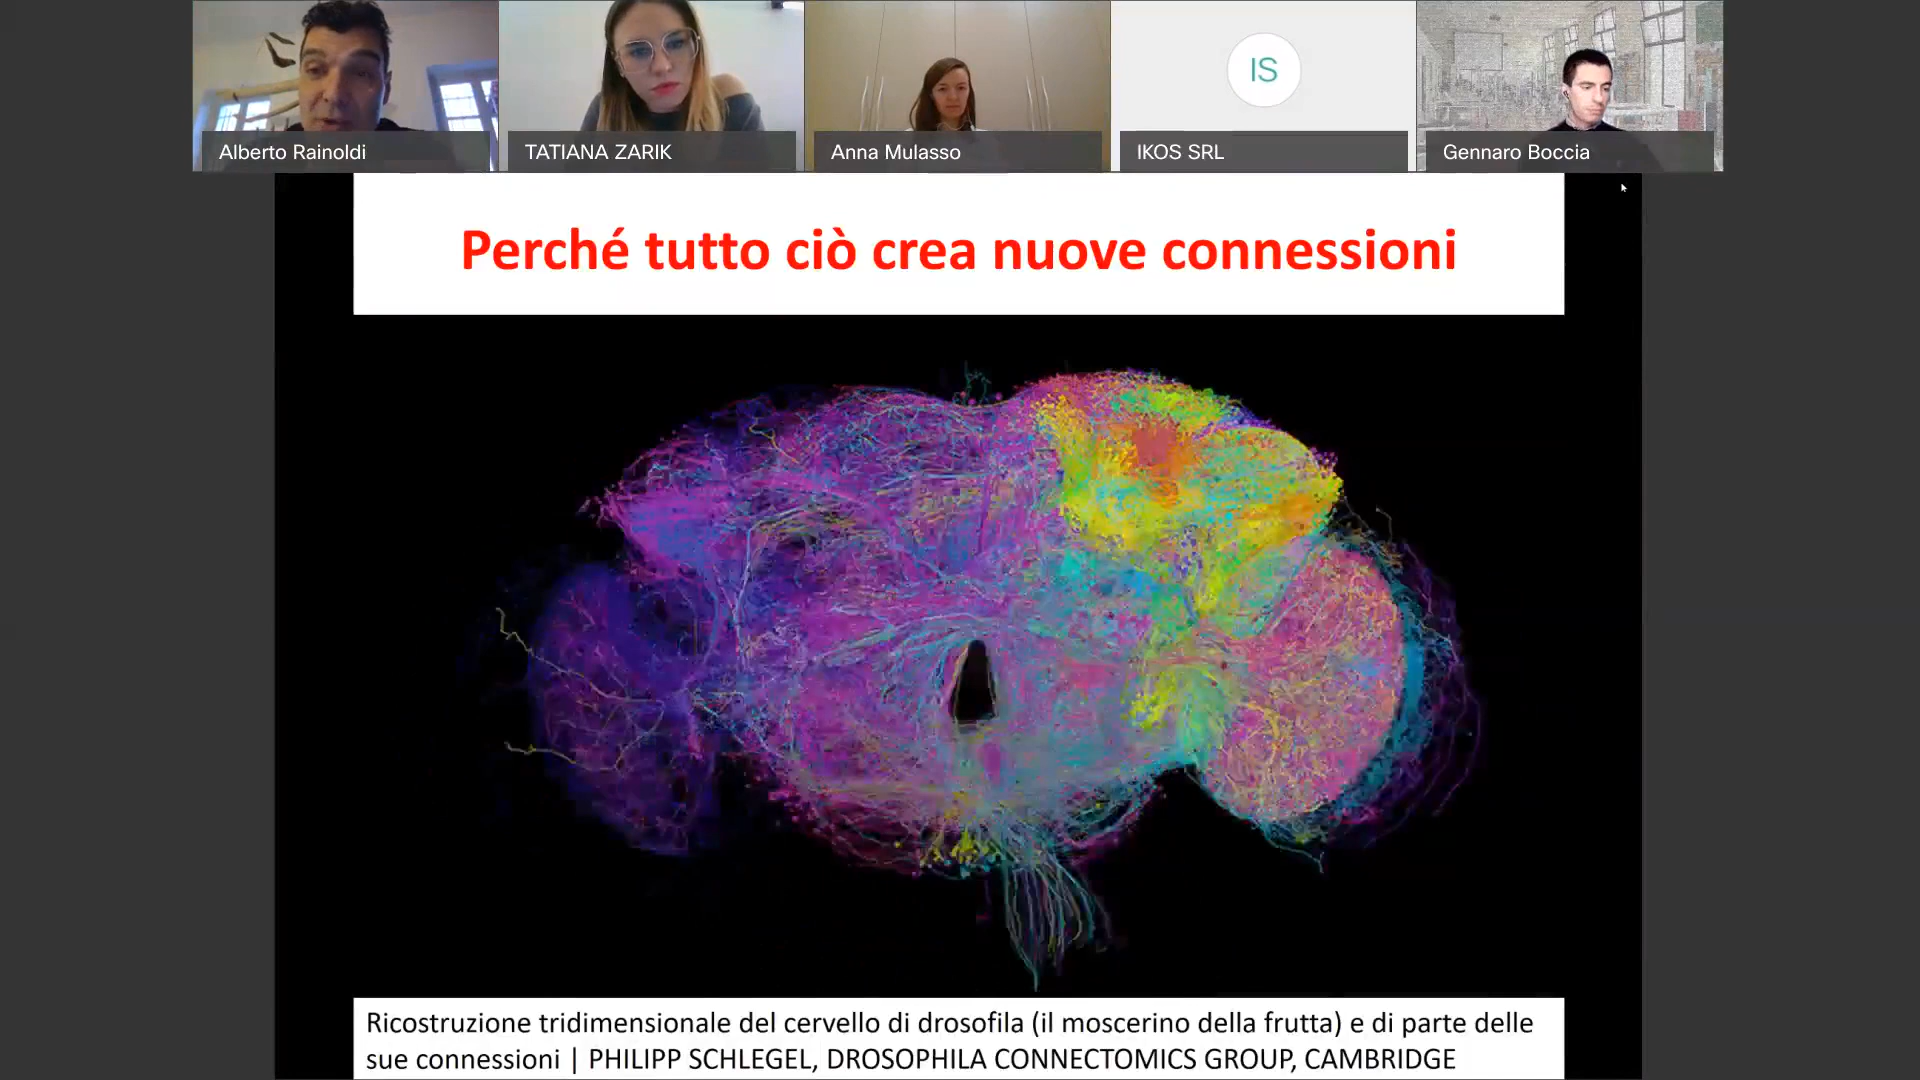 Alberto Rainoldi
TATIANA ZARIK
Anna Mulasso
IS
IKOS SRL
Gennaro Boccia
Perché tutto ciò crea nuove connessioni
Ricostruzione tridimensionale del cervello di drosofila (il moscerino della frutta) e di parte delle
sue connessioni | PHILIPP SCHLEGEL, DROSOPHILA CONNECTOMICS GROUP, CAMBRIDGE